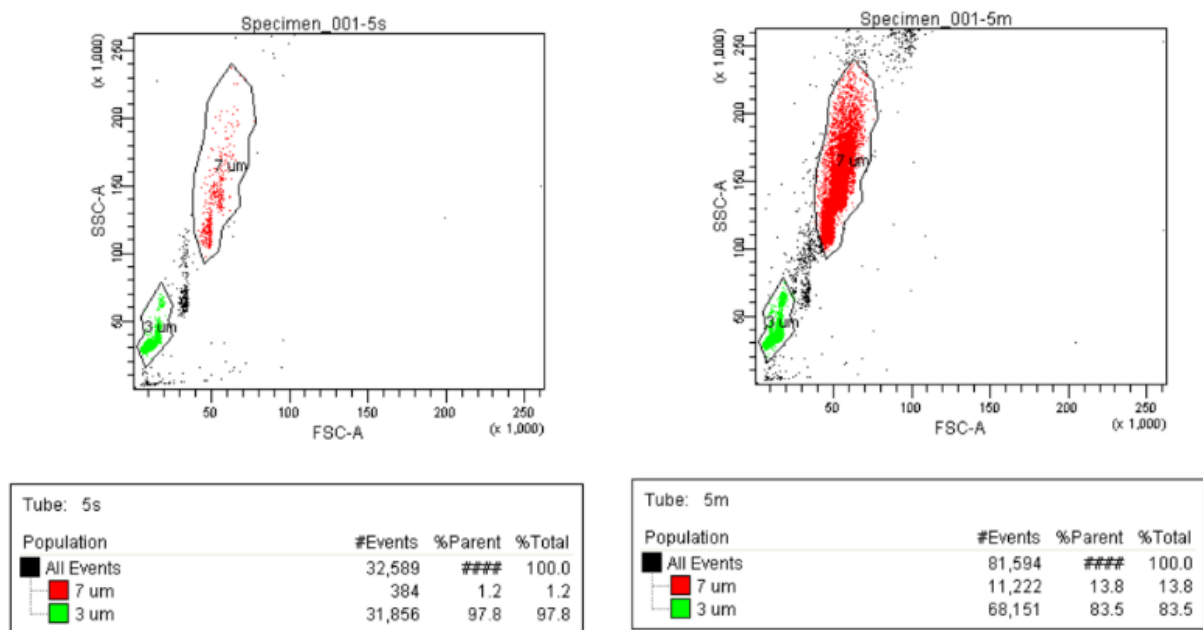 Specimen_001-5s
(x 1,000)
250
200
150
100
50
SSC-A
7 um
3 um
50 100 150 200 250
FSC-A
(x 1,000)
Specimen_001-5m
(x 1,000)
250
200
150
100
50
SSC-A
7 um
3 um
50 100 150 200 250
FSC-A
(x 1,000)
Tube: 5s
Population #Events %Parent %Total
All Events 32,589 #### 100.0
7 um 384 1.2 1.2
3 um 31,856 97.8 97.8
Tube: 5m
Population #Events %Parent %Total
All Events 81,594 #### 100.0
7 um 11,222 13.8 13.8
3 um 68,151 83.5 83.5